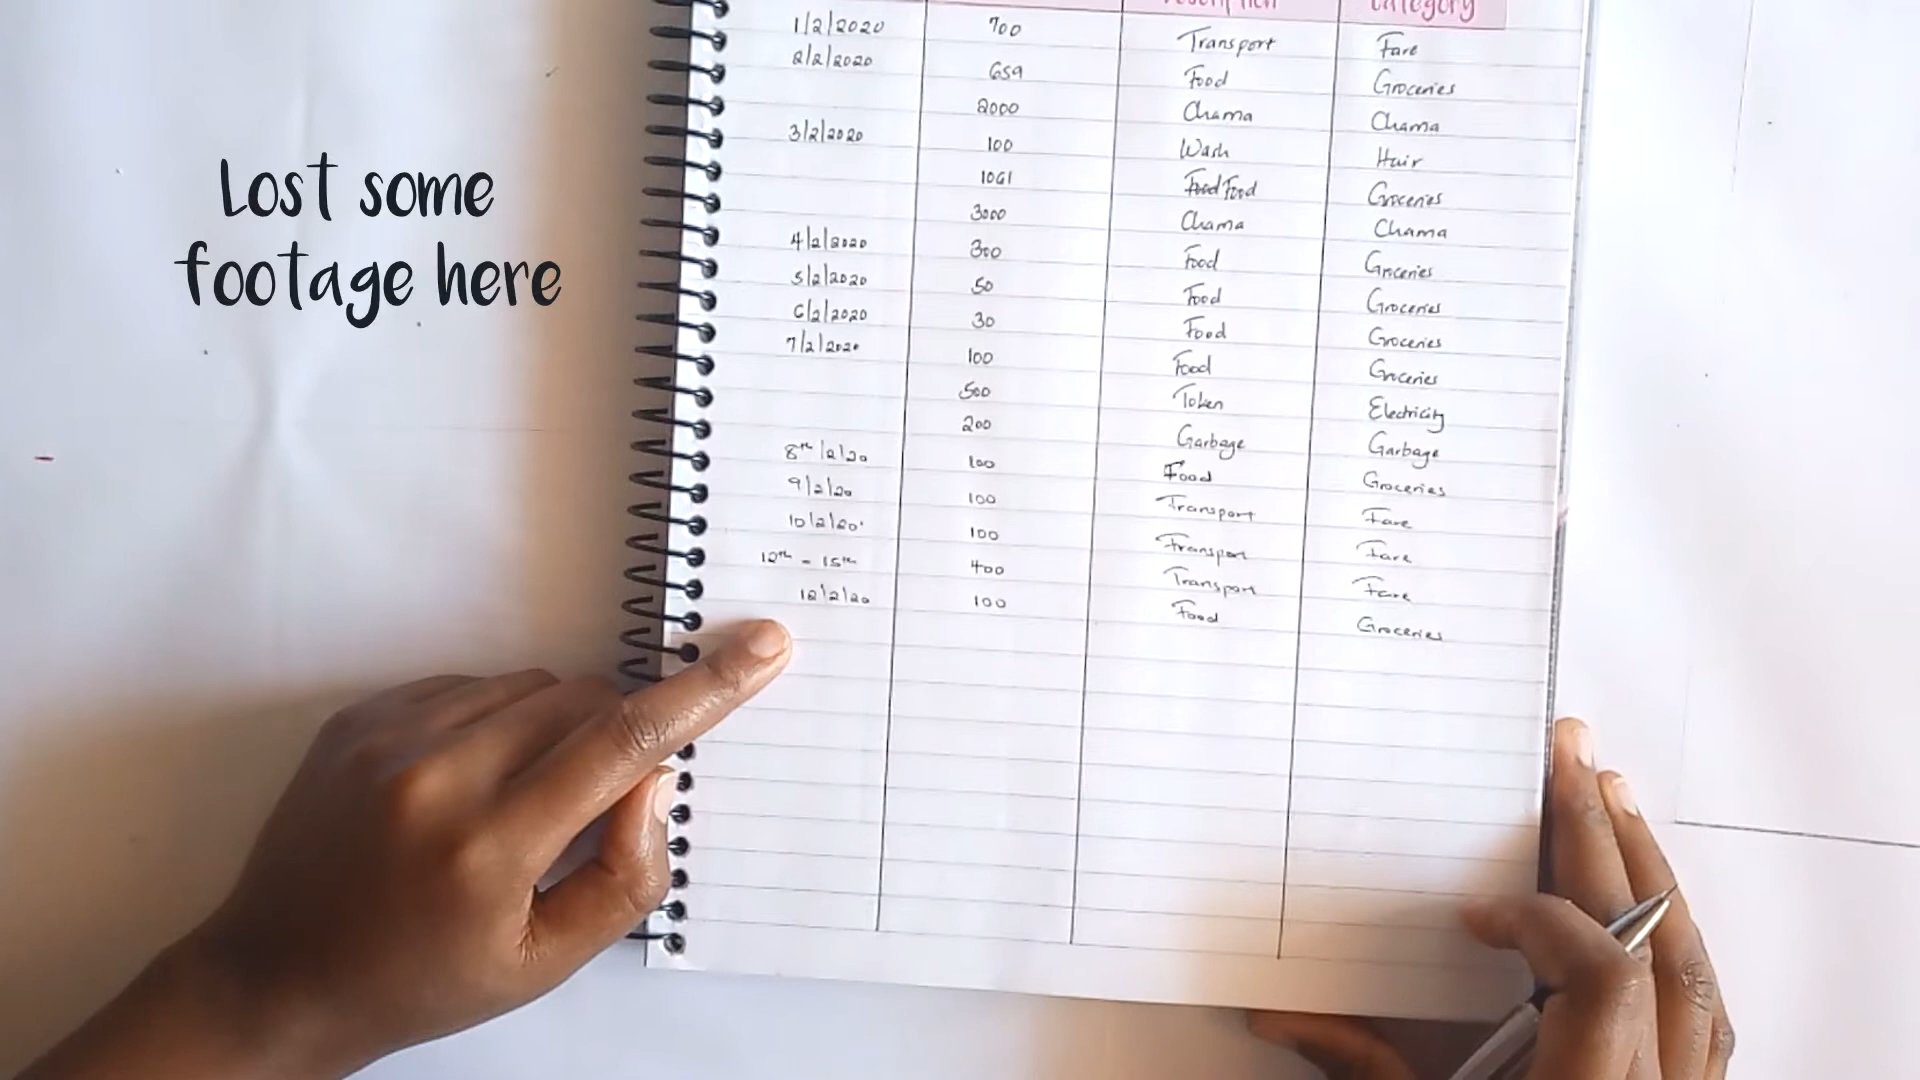 Lost some
footage here
Category
1/2/2020 700 Transport Fare
2/2/2020 659 Food Groceries
2000 Chama Chama
3/2/2020 100 Wash Hair
1061 Food Food Groceries
3000 Chama Chama
4/2/2020 300 Food Groceries
5/2/2020 50 Food Groceries
6/2/2020 30 Food Groceries
7/2/2020 100 Food Groceries
500 Token Electricity
200 Garbage Garbage
8th/2/20 100 Food Groceries
9/2/20 100 Transport Fare
10/2/20 100 Transport Fare
12th - 15th 400 Transport Fare
12/2/20 100 Food Groceries